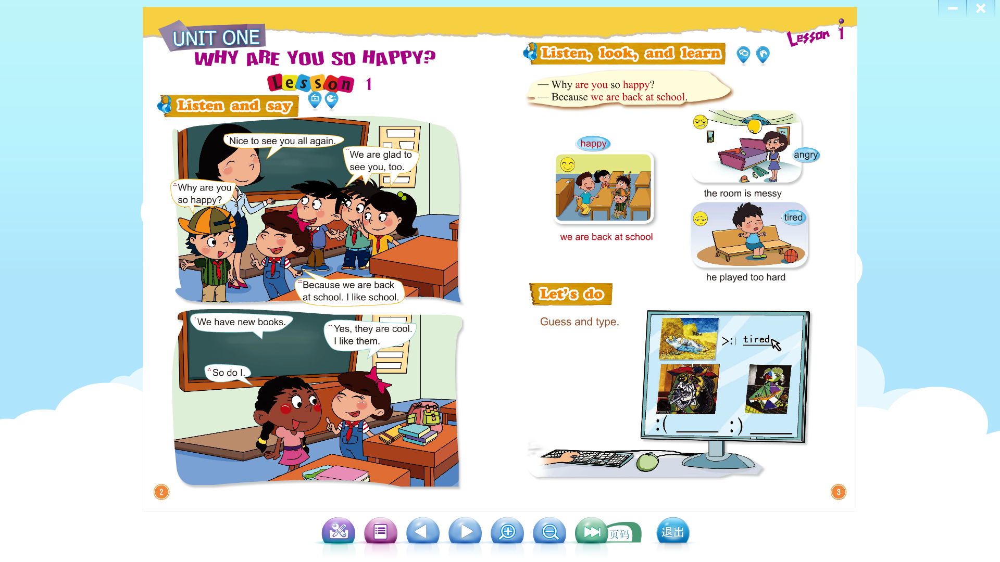 UNIT ONE
WHY ARE YOU SO HAPPY?
Lesson 1
Listen and say
Nice to see you all again.
We are glad to
see you, too.
Why are you
so happy?
Because we are back
at school. I like school.
We have new books.
Yes, they are cool.
I like them.
So do I.
2
Lesson 1
Listen, look, and learn
— Why are you so happy?
— Because we are back at school.
happy
we are back at school
angry
the room is messy
tired
he played too hard
Let's do
Guess and type.
>:| tired
:( ________ :) ________
3
页码
退出